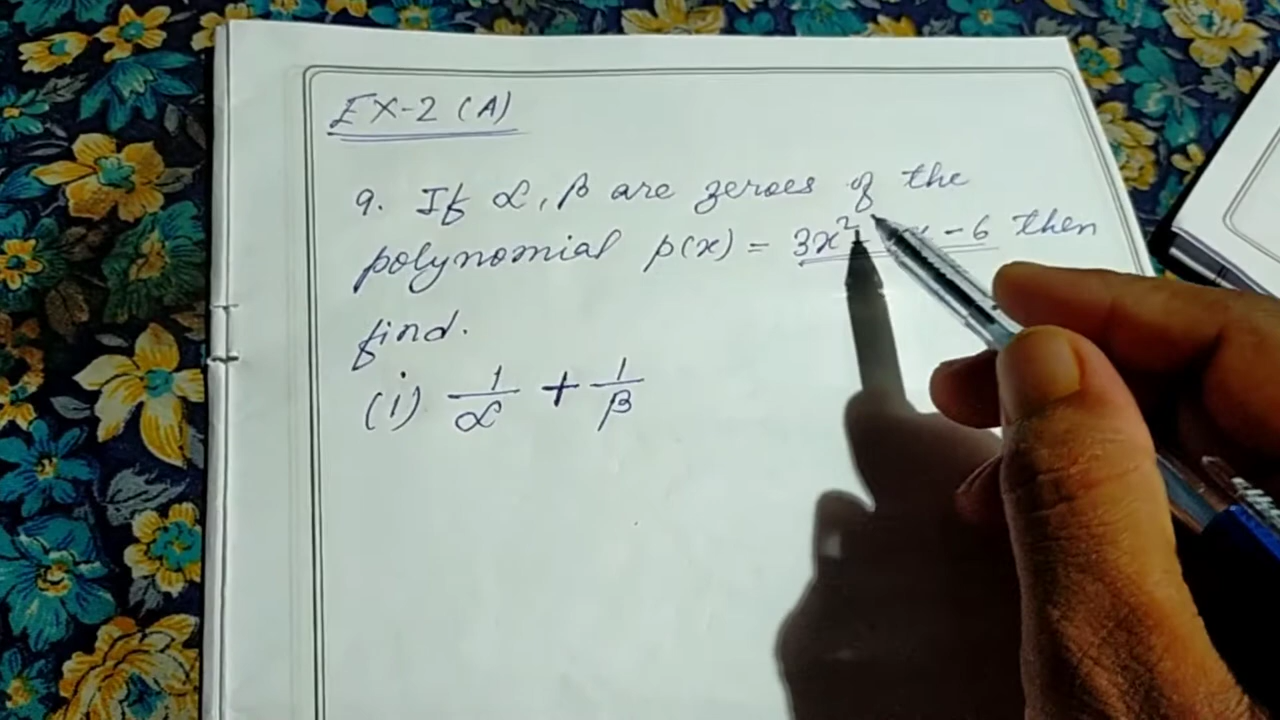 EX-2 (A)
9. If α, β are zeroes of the
polynomial p(x) = 3x² - 6 then
find.
(i) 1/α + 1/β